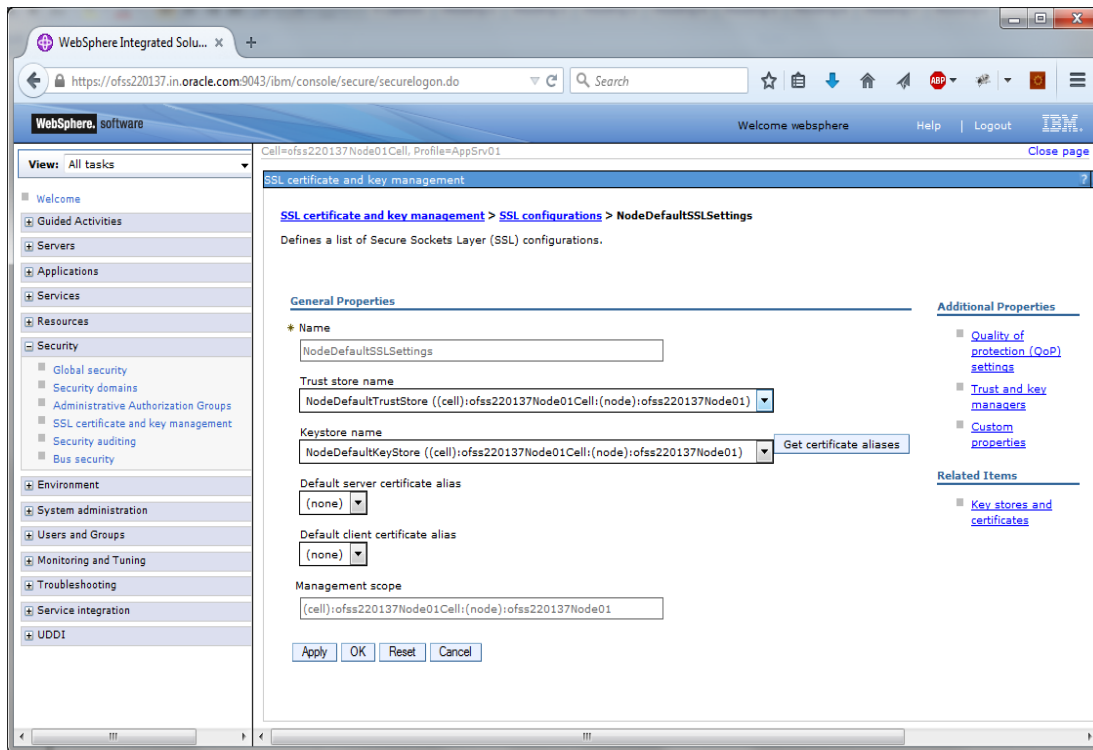 WebSphere Integrated Solu... ×
https://ofss220137.in.oracle.com:9043/ibm/console/secure/securelogon.do
Search
ABP
WebSphere. software
Welcome websphere
Help | Logout
IBM.
View: All tasks
Welcome
Guided Activities
Servers
Applications
Services
Resources
Security
Global security
Security domains
Administrative Authorization Groups
SSL certificate and key management
Security auditing
Bus security
Environment
System administration
Users and Groups
Monitoring and Tuning
Troubleshooting
Service integration
UDDI
Cell=ofss220137Node01Cell, Profile=AppSrv01
Close page
SSL certificate and key management
?
SSL certificate and key management > SSL configurations > NodeDefaultSSLSettings
Defines a list of Secure Sockets Layer (SSL) configurations.
General Properties
* Name
NodeDefaultSSLSettings
Trust store name
NodeDefaultTrustStore ((cell):ofss220137Node01Cell:(node):ofss220137Node01)
Keystore name
NodeDefaultKeyStore ((cell):ofss220137Node01Cell:(node):ofss220137Node01)
Get certificate aliases
Default server certificate alias
(none)
Default client certificate alias
(none)
Management scope
(cell):ofss220137Node01Cell:(node):ofss220137Node01
Apply OK Reset Cancel
Additional Properties
Quality of
protection (QoP)
settings
Trust and key
managers
Custom
properties
Related Items
Key stores and
certificates